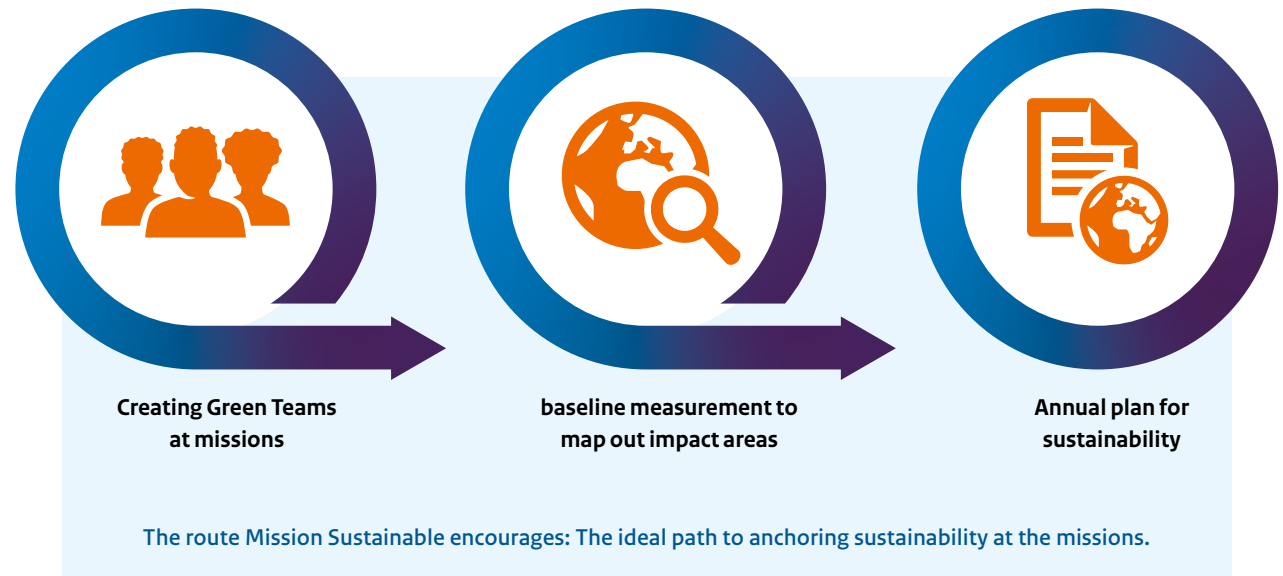 Creating Green Teams
at missions
baseline measurement to
map out impact areas
Annual plan for
sustainability
The route Mission Sustainable encourages: The ideal path to anchoring sustainability at the missions.